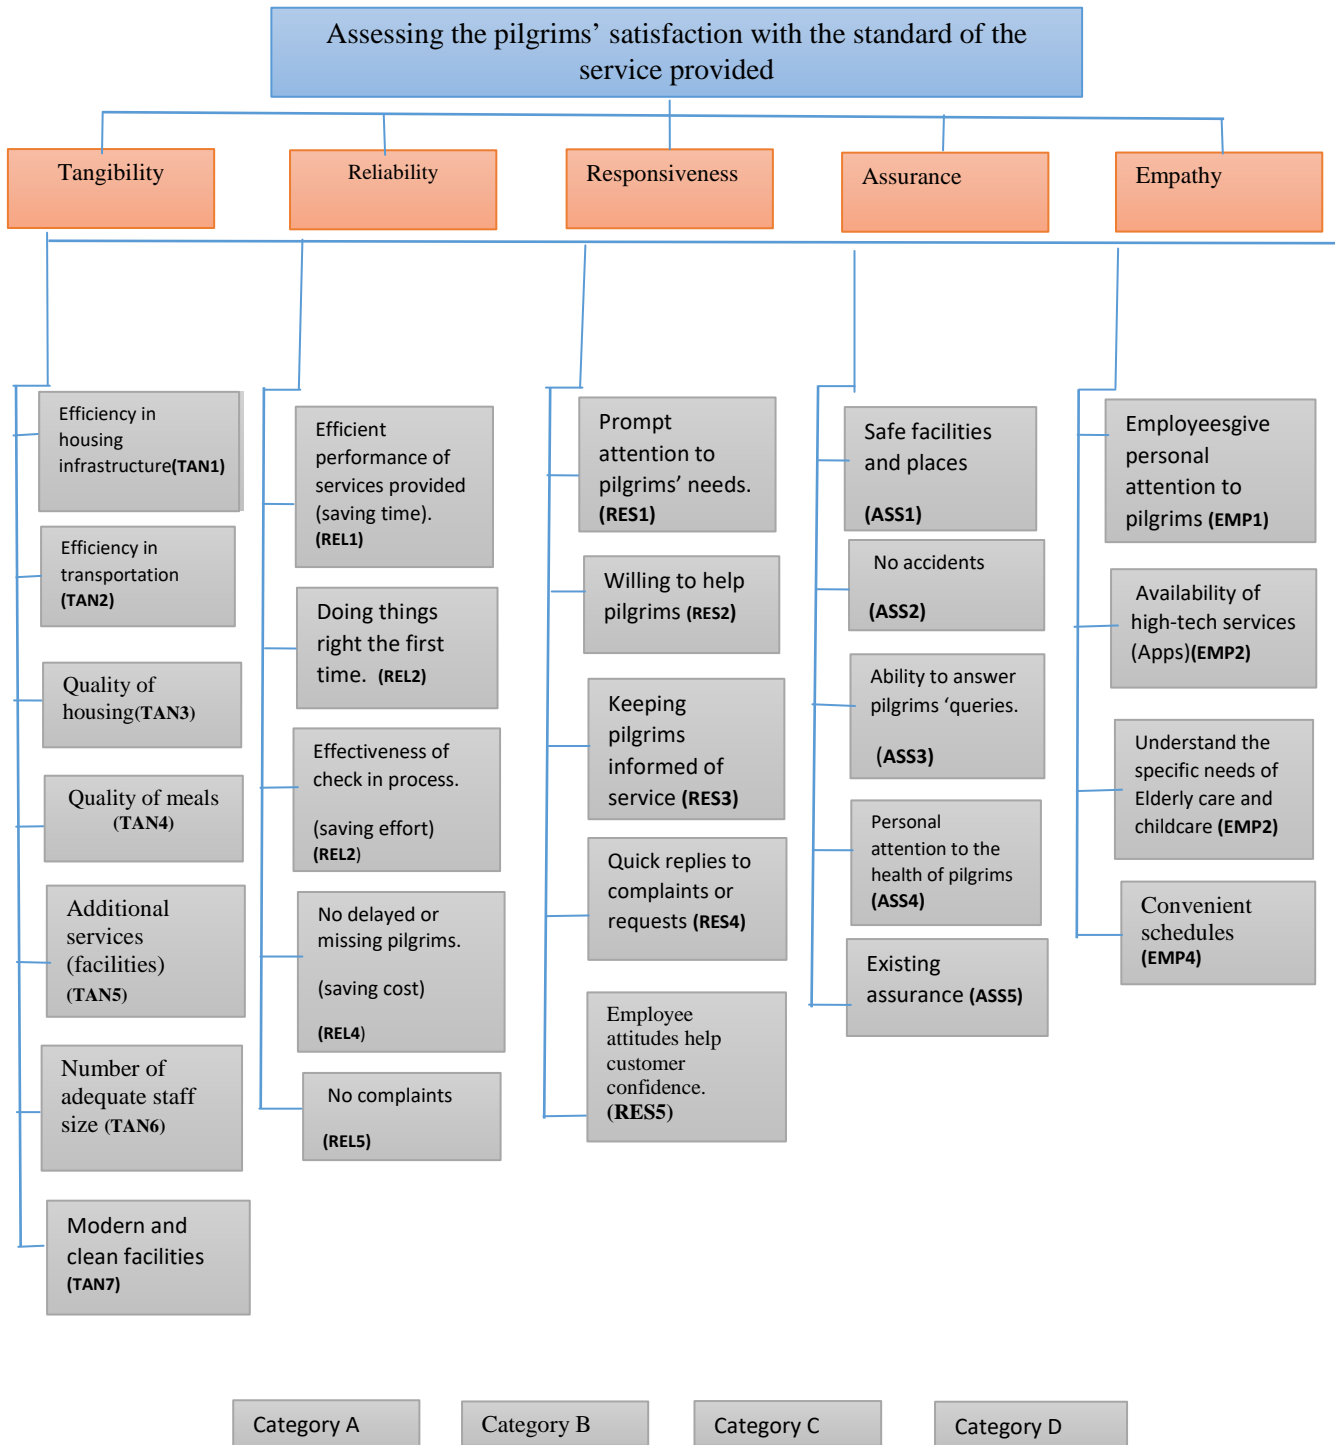 Assessing the pilgrims’ satisfaction with the standard of the
service provided
Tangibility
Reliability
Responsiveness
Assurance
Empathy
Efficiency in
housing
infrastructure(TAN1)
Efficiency in
transportation
(TAN2)
Quality of
housing(TAN3)
Quality of meals
(TAN4)
Additional
services
(facilities)
(TAN5)
Number of
adequate staff
size (TAN6)
Modern and
clean facilities
(TAN7)
Efficient
performance of
services provided
(saving time).
(REL1)
Doing things
right the first
time. (REL2)
Effectiveness of
check in process.
(saving effort)
(REL2)
No delayed or
missing pilgrims.
(saving cost)
(REL4)
No complaints
(REL5)
Prompt
attention to
pilgrims’ needs.
(RES1)
Willing to help
pilgrims (RES2)
Keeping
pilgrims
informed of
service (RES3)
Quick replies to
complaints or
requests (RES4)
Employee
attitudes help
customer
confidence.
(RES5)
Safe facilities
and places
(ASS1)
No accidents
(ASS2)
Ability to answer
pilgrims ‘queries.
(ASS3)
Personal
attention to the
health of pilgrims
(ASS4)
Existing
assurance (ASS5)
Employeesgive
personal
attention to
pilgrims (EMP1)
Availability of
high-tech services
(Apps)(EMP2)
Understand the
specific needs of
Elderly care and
childcare (EMP2)
Convenient
schedules
(EMP4)
Category A
Category B
Category C
Category D